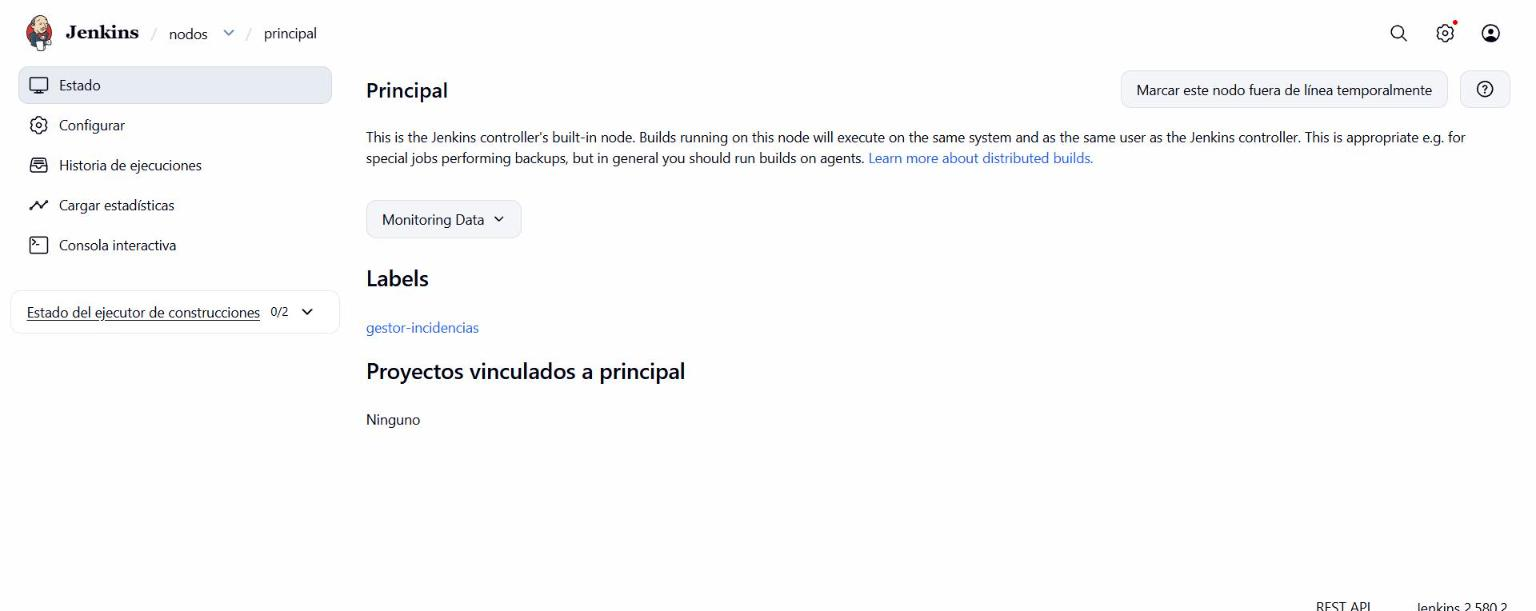 Jenkins / nodos / principal
Estado
Configurar
Historia de ejecuciones
Cargar estadísticas
Consola interactiva
Estado del ejecutor de construcciones 0/2
Principal
Marcar este nodo fuera de línea temporalmente
This is the Jenkins controller's built-in node. Builds running on this node will execute on the same system and as the same user as the Jenkins controller. This is appropriate e.g. for
special jobs performing backups, but in general you should run builds on agents. Learn more about distributed builds.
Monitoring Data
Labels
gestor-incidencias
Proyectos vinculados a principal
Ninguno
REST API Jenkins 2.580.2